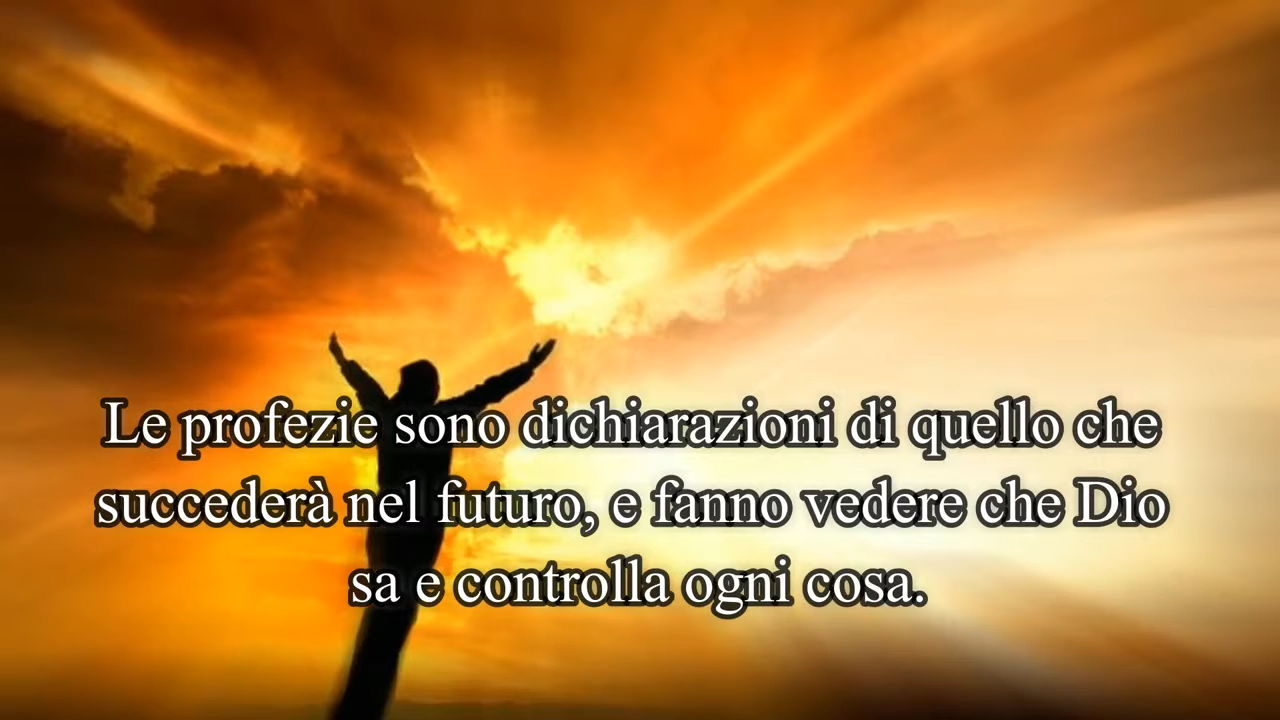 Le profezie sono dichiarazioni di quello che
succederà nel futuro, e fanno vedere che Dio
sa e controlla ogni cosa.